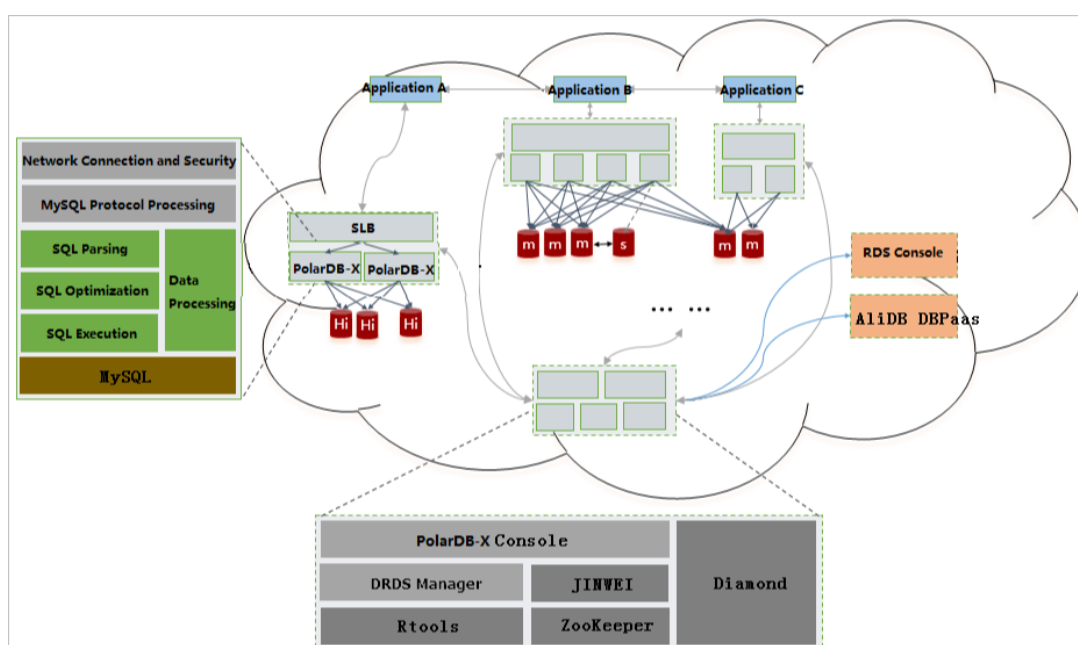 Application A
Application B
Application C
Network Connection and Security
MySQL Protocol Processing
SQL Parsing
SQL Optimization
SQL Execution
Data
Processing
MySQL
SLB
PolarDB-X
PolarDB-X
Hi
Hi
Hi
m
m
m
s
m
m
... ...
RDS Console
AliDB DBPaas
PolarDB-X Console
DRDS Manager
JINWEI
Diamond
Rtools
ZooKeeper